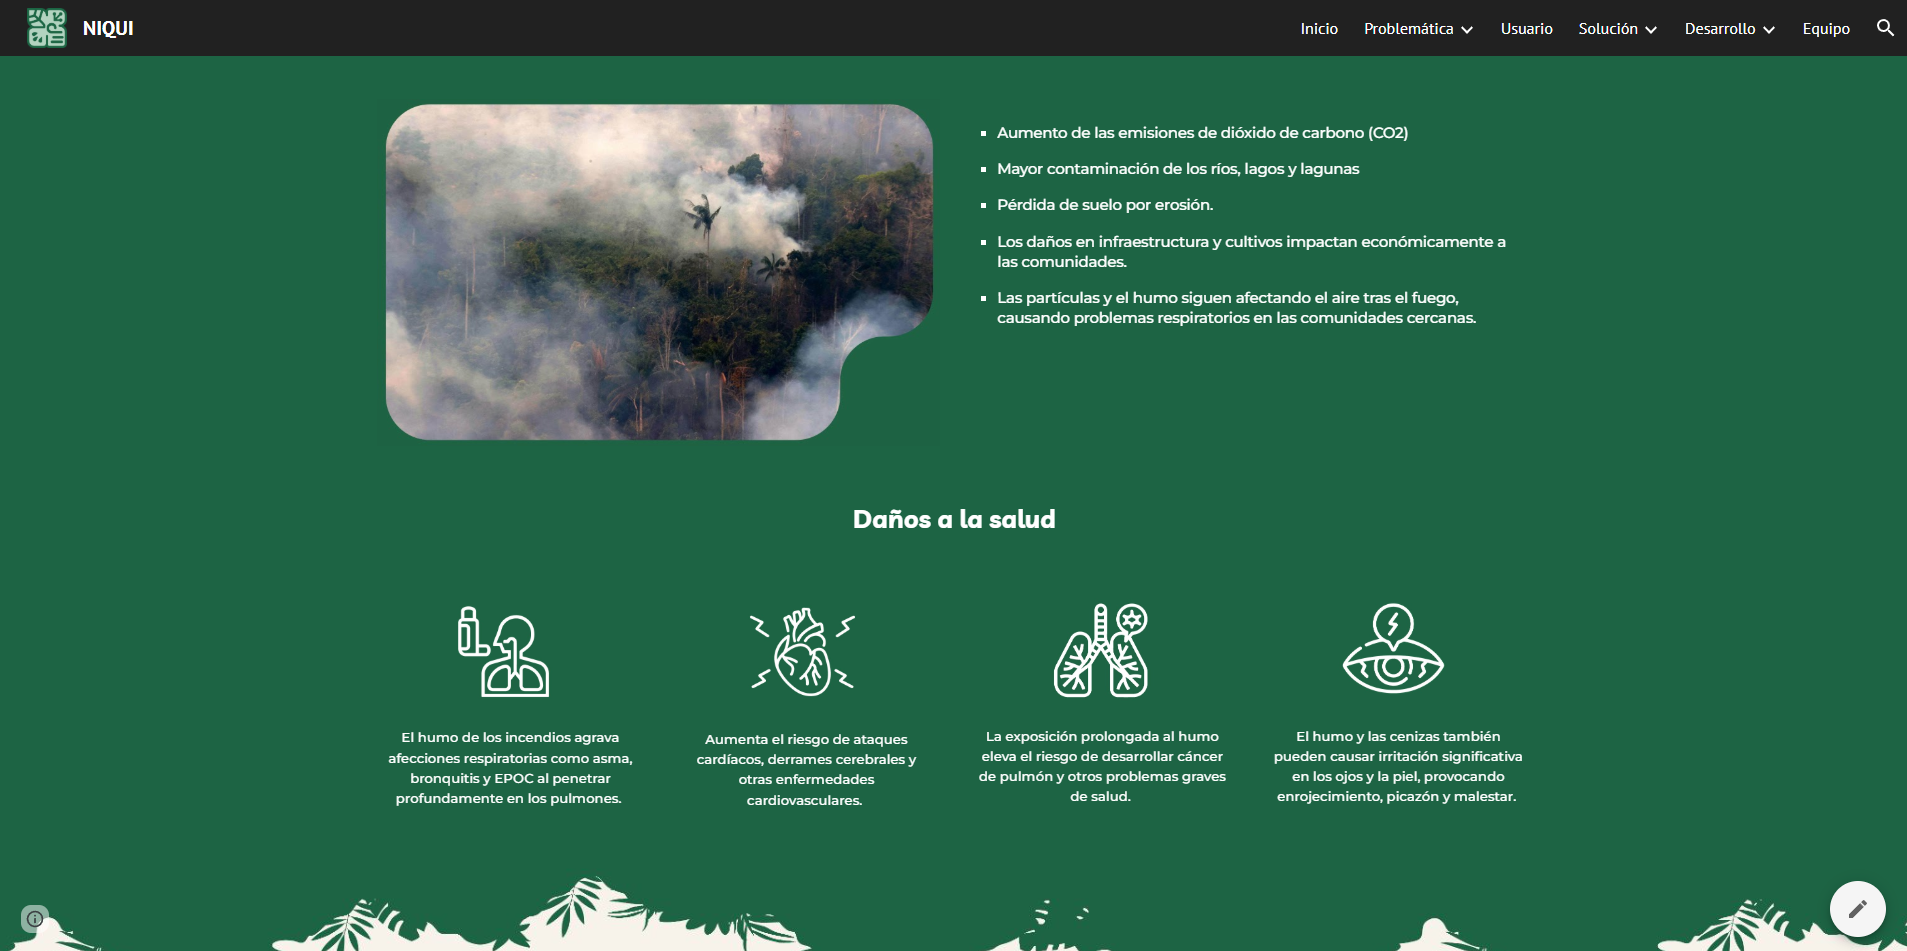 NIQUI
Inicio Problemática Usuario Solución Desarrollo Equipo
Aumento de las emisiones de dióxido de carbono (CO2)
Mayor contaminación de los ríos, lagos y lagunas
Pérdida de suelo por erosión.
Los daños en infraestructura y cultivos impactan económicamente a
las comunidades.
Las partículas y el humo siguen afectando el aire tras el fuego,
causando problemas respiratorios en las comunidades cercanas.
Daños a la salud
El humo de los incendios agrava
afecciones respiratorias como asma,
bronquitis y EPOC al penetrar
profundamente en los pulmones.
Aumenta el riesgo de ataques
cardíacos, derrames cerebrales y
otras enfermedades
cardiovasculares.
La exposición prolongada al humo
eleva el riesgo de desarrollar cáncer
de pulmón y otros problemas graves
de salud.
El humo y las cenizas también
pueden causar irritación significativa
en los ojos y la piel, provocando
enrojecimiento, picazón y malestar.